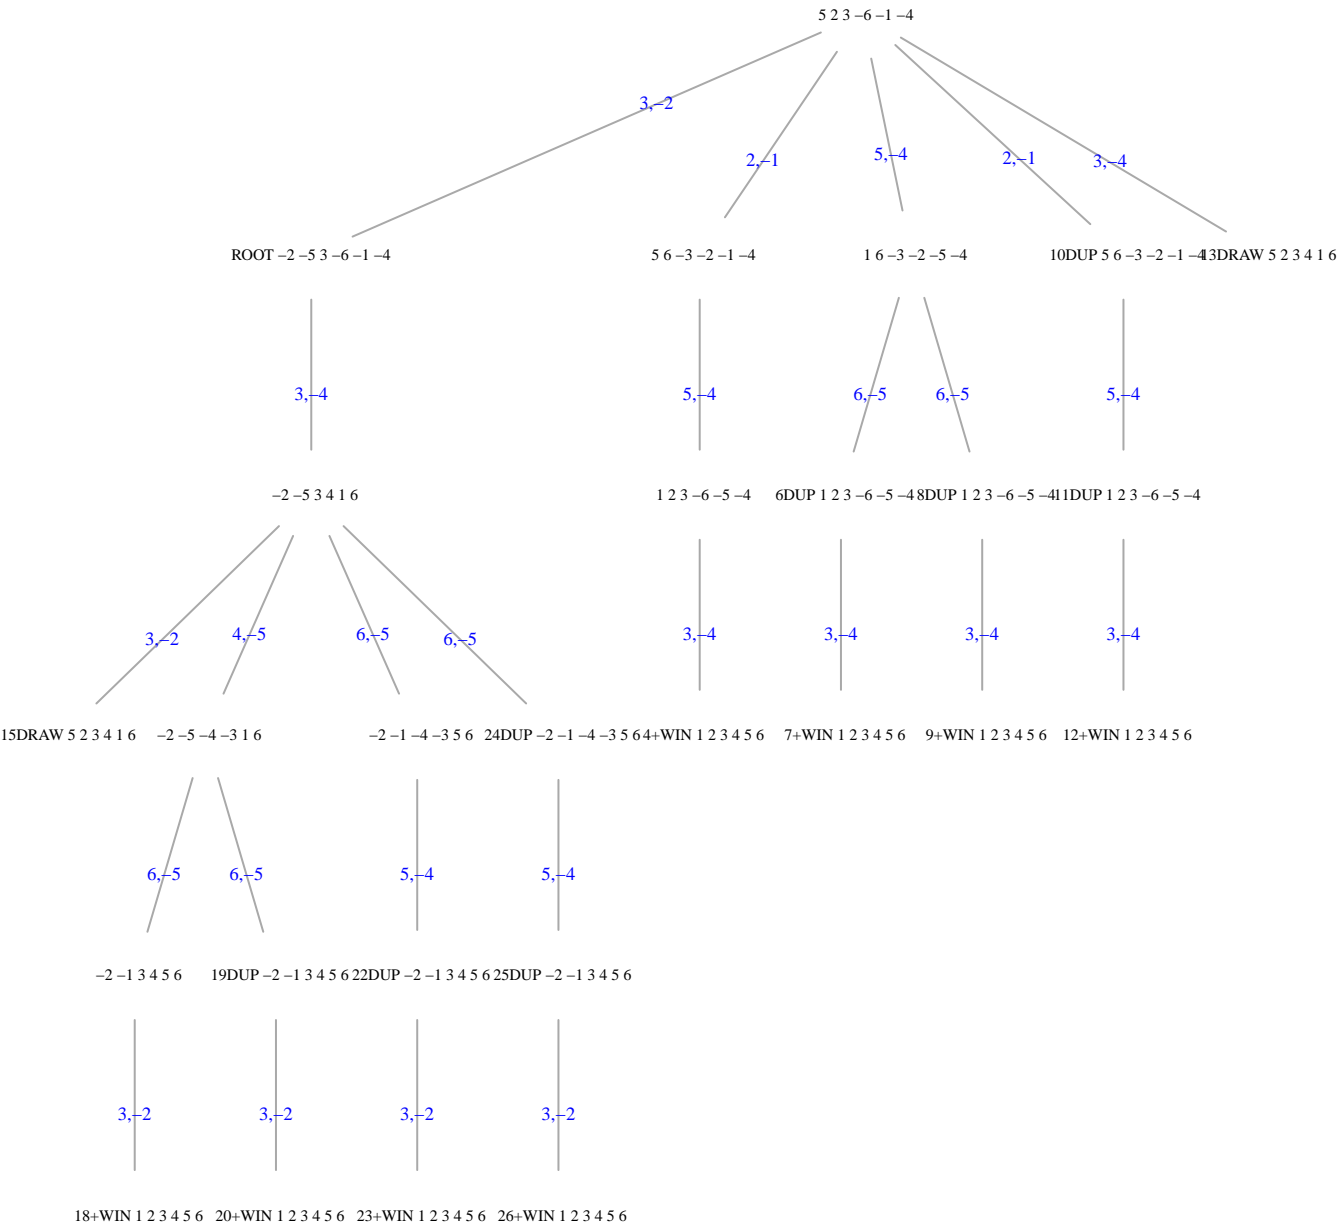 5 2 3 −6 −1 −4
3,−2
2,−1
5,−4
2,−1
3,−4
ROOT −2 −5 3 −6 −1 −4
5 6 −3 −2 −1 −4
1 6 −3 −2 −5 −4
10DUP 5 6 −3 −2 −1 −4
13DRAW 5 2 3 4 1 6
3,−4
5,−4
6,−5
6,−5
5,−4
−2 −5 3 4 1 6
1 2 3 −6 −5 −4
6DUP 1 2 3 −6 −5 −4
8DUP 1 2 3 −6 −5 −4
11DUP 1 2 3 −6 −5 −4
3,−2
4,−5
6,−5
6,−5
3,−4
3,−4
3,−4
3,−4
15DRAW 5 2 3 4 1 6
−2 −5 −4 −3 1 6
−2 −1 −4 −3 5 6
24DUP −2 −1 −4 −3 5 6
4+WIN 1 2 3 4 5 6
7+WIN 1 2 3 4 5 6
9+WIN 1 2 3 4 5 6
12+WIN 1 2 3 4 5 6
6,−5
6,−5
5,−4
5,−4
−2 −1 3 4 5 6
19DUP −2 −1 3 4 5 6
22DUP −2 −1 3 4 5 6
25DUP −2 −1 3 4 5 6
3,−2
3,−2
3,−2
3,−2
18+WIN 1 2 3 4 5 6
20+WIN 1 2 3 4 5 6
23+WIN 1 2 3 4 5 6
26+WIN 1 2 3 4 5 6